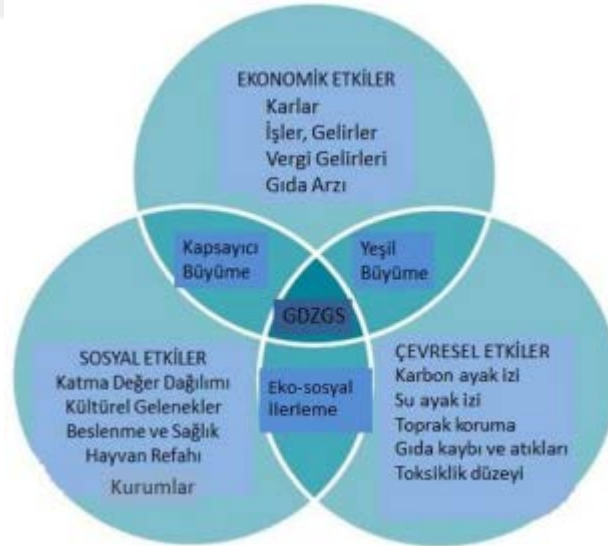 EKONOMİK ETKİLER
Karlar
İşler, Gelirler
Vergi Gelirleri
Gıda Arzı
Kapsayıcı
Büyüme
Yeşil
Büyüme
GDZGS
SOSYAL ETKİLER
Katma Değer Dağılımı
Kültürel Gelenekler
Beslenme ve Sağlık
Hayvan Refahı
Kurumlar
Eko-sosyal
İlerleme
ÇEVRESEL ETKİLER
Karbon ayak izi
Su ayak izi
Toprak koruma
Gıda kaybı ve atıkları
Toksiklik düzeyi